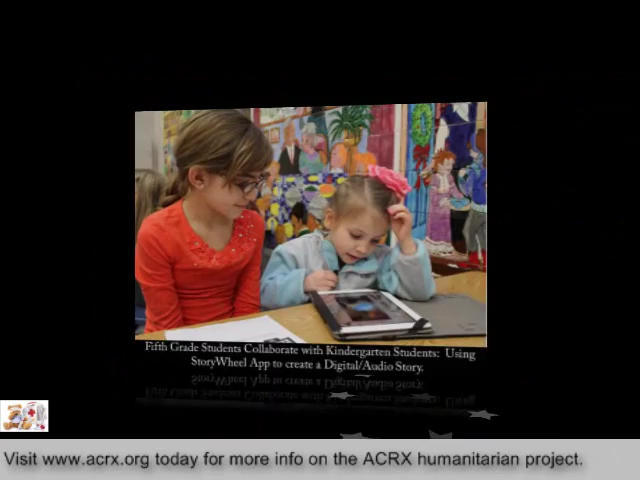 Fifth Grade Students Collaborate with Kindergarten Students: Using
StoryWheel App to create a Digital/Audio Story.
Visit www.acrx.org today for more info on the ACRX humanitarian project.